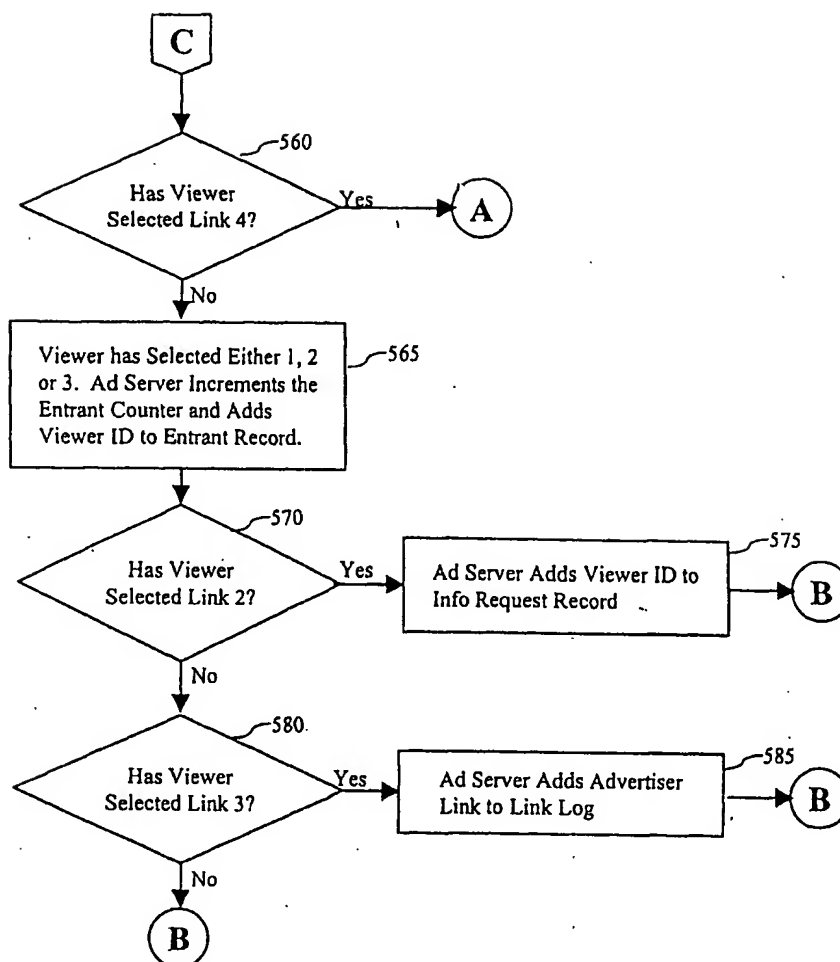 C
560
Has Viewer
Selected Link 4?
Yes
A
No
565
Viewer has Selected Either 1, 2
or 3. Ad Server Increments the
Entrant Counter and Adds
Viewer ID to Entrant Record.
570
Has Viewer
Selected Link 2?
Yes
575
Ad Server Adds Viewer ID to
Info Request Record
B
No
580
Has Viewer
Selected Link 3?
Yes
585
Ad Server Adds Advertiser
Link to Link Log
B
No
B